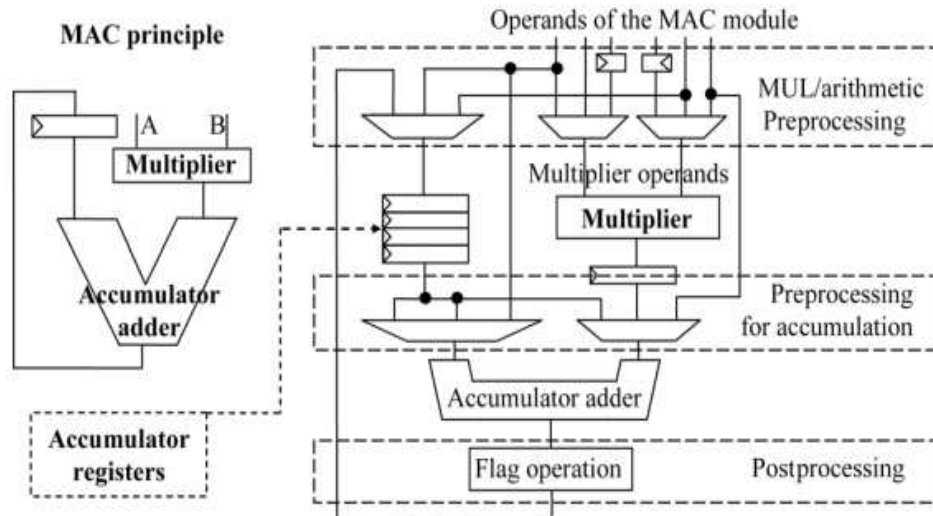 Operands of the MAC module
MAC principle
MUL/arithmetic
Preprocessing
A
B
Multiplier
Multiplier operands
Multiplier
Accumulator
adder
Preprocessing
for accumulation
Accumulator adder
Accumulator
registers
Flag operation
Postprocessing